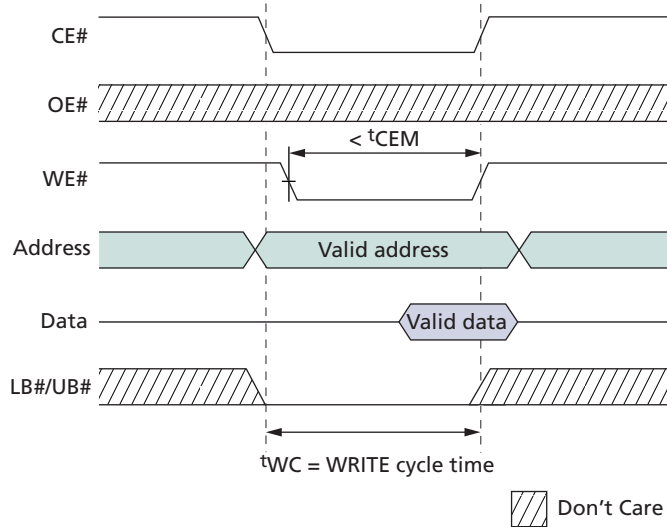 CE#
OE#
< tCEM
WE#
Address
Valid address
Data
Valid data
LB#/UB#
tWC = WRITE cycle time
Don't Care